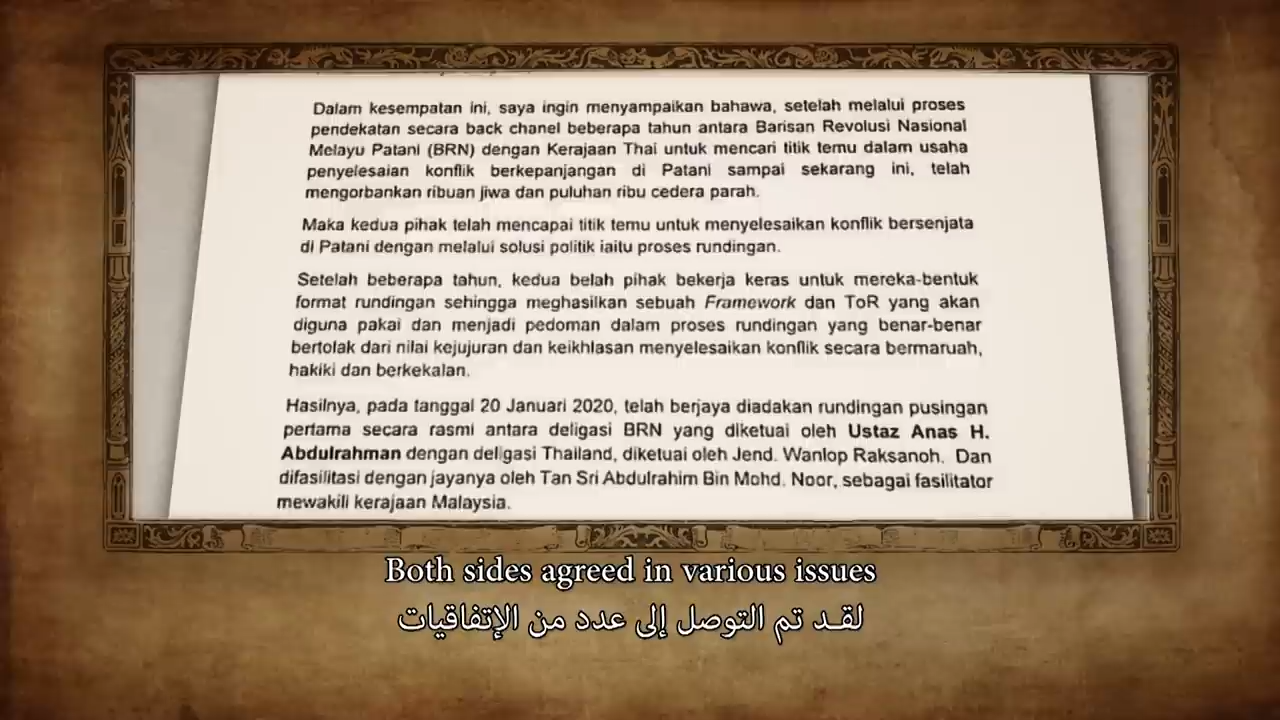 Dalam kesempatan ini, saya ingin menyampaikan bahawa, setelah melalui proses
pendekatan secara back chanel beberapa tahun antara Barisan Revolusi Nasional
Melayu Patani (BRN) dengan Kerajaan Thai untuk mencari titik temu dalam usaha
penyelesaian konflik berkepanjangan di Patani sampai sekarang ini, telah
mengorbankan ribuan jiwa dan puluhan ribu cedera parah.
Maka kedua pihak telah mencapai titik temu untuk menyelesaikan konflik bersenjata
di Patani dengan melalui solusi politik iaitu proses rundingan.
Setelah beberapa tahun, kedua belah pihak bekerja keras untuk mereka-bentuk
format rundingan sehingga meghasilkan sebuah Framework dan ToR yang akan
diguna pakai dan menjadi pedoman dalam proses rundingan yang benar-benar
bertolak dari nilai kejujuran dan keikhlasan menyelesaikan konflik secara bermaruah,
hakiki dan berkekalan.
Hasilnya, pada tanggal 20 Januari 2020, telah berjaya diadakan rundingan pusingan
pertama secara rasmi antara deligasi BRN yang diketuai oleh Ustaz Anas H.
Abdulrahman dengan deligasi Thailand, diketuai oleh Jend. Wanlop Raksanoh. Dan
difasilitasi dengan jayanya oleh Tan Sri Abdulrahim Bin Mohd. Noor, sebagai fasilitator
mewakili kerajaan Malaysia.
Both sides agreed in various issues
لقد تم التوصل إلى عدد من الإتفاقيات